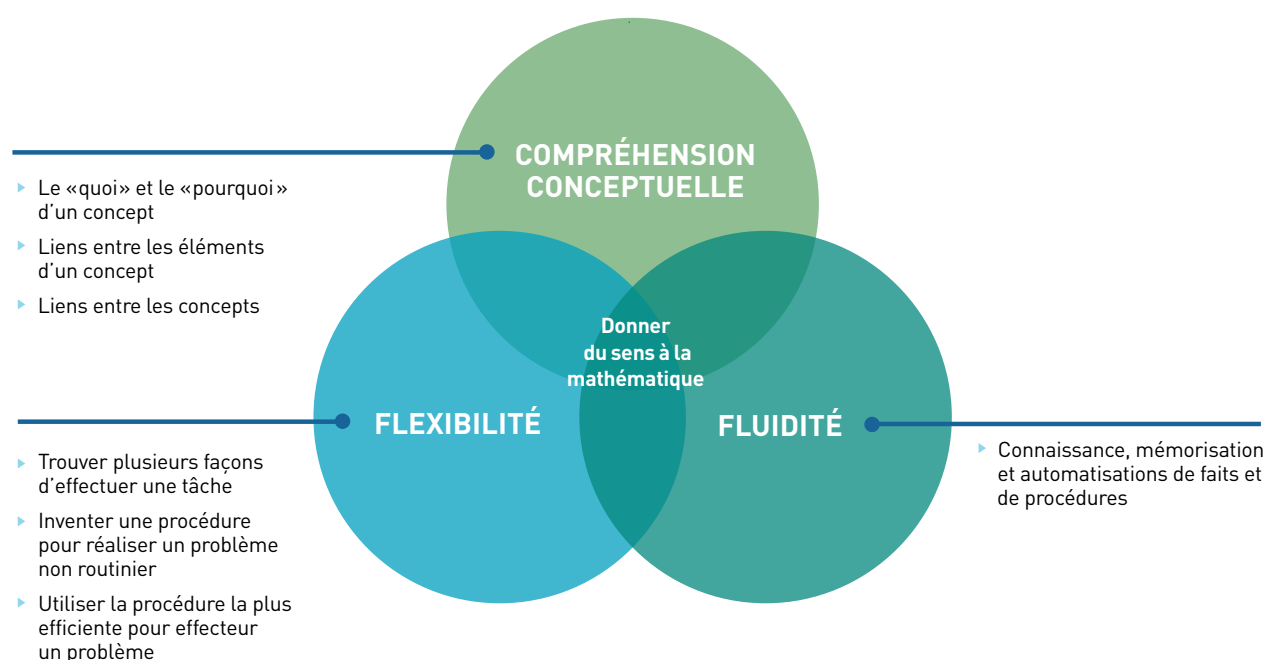 COMPRÉHENSION
CONCEPTUELLE
Le «quoi» et le «pourquoi»
d'un concept
Liens entre les éléments
d'un concept
Liens entre les concepts
Donner
du sens à la
mathématique
FLEXIBILITÉ
Trouver plusieurs façons
d'effectuer une tâche
Inventer une procédure
pour réaliser un problème
non routinier
Utiliser la procédure la plus
efficiente pour effecteur
un problème
FLUIDITÉ
Connaissance, mémorisation
et automatisations de faits et
de procédures